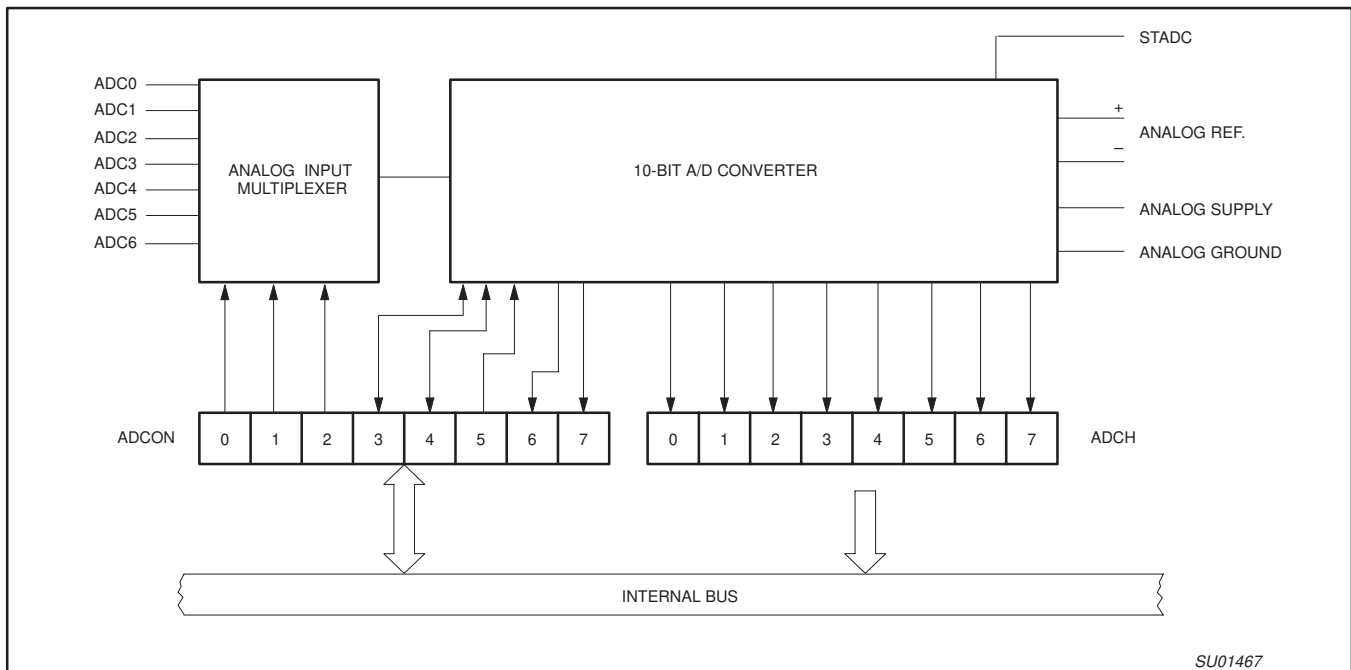 STADC
ADC0
ADC1
ADC2
ADC3
ADC4
ADC5
ADC6
ANALOG INPUT
MULTIPLEXER
10-BIT A/D CONVERTER
+
ANALOG REF.
–
ANALOG SUPPLY
ANALOG GROUND
ADCON 0 1 2 3 4 5 6 7
0 1 2 3 4 5 6 7 ADCH
INTERNAL BUS
SU01467